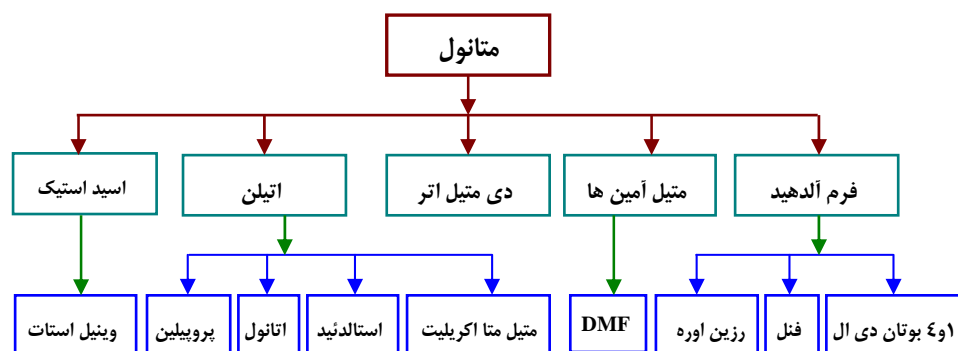 متانول
فرم آلدهید
متیل آمین ها
دی متیل اتر
اتیلن
اسید استیک
۱و٤ بوتان دی ال
فنل
رزین اوره
DMF
متیل متا اکریلیت
استالدئید
اتانول
پروپیلین
وینیل استات